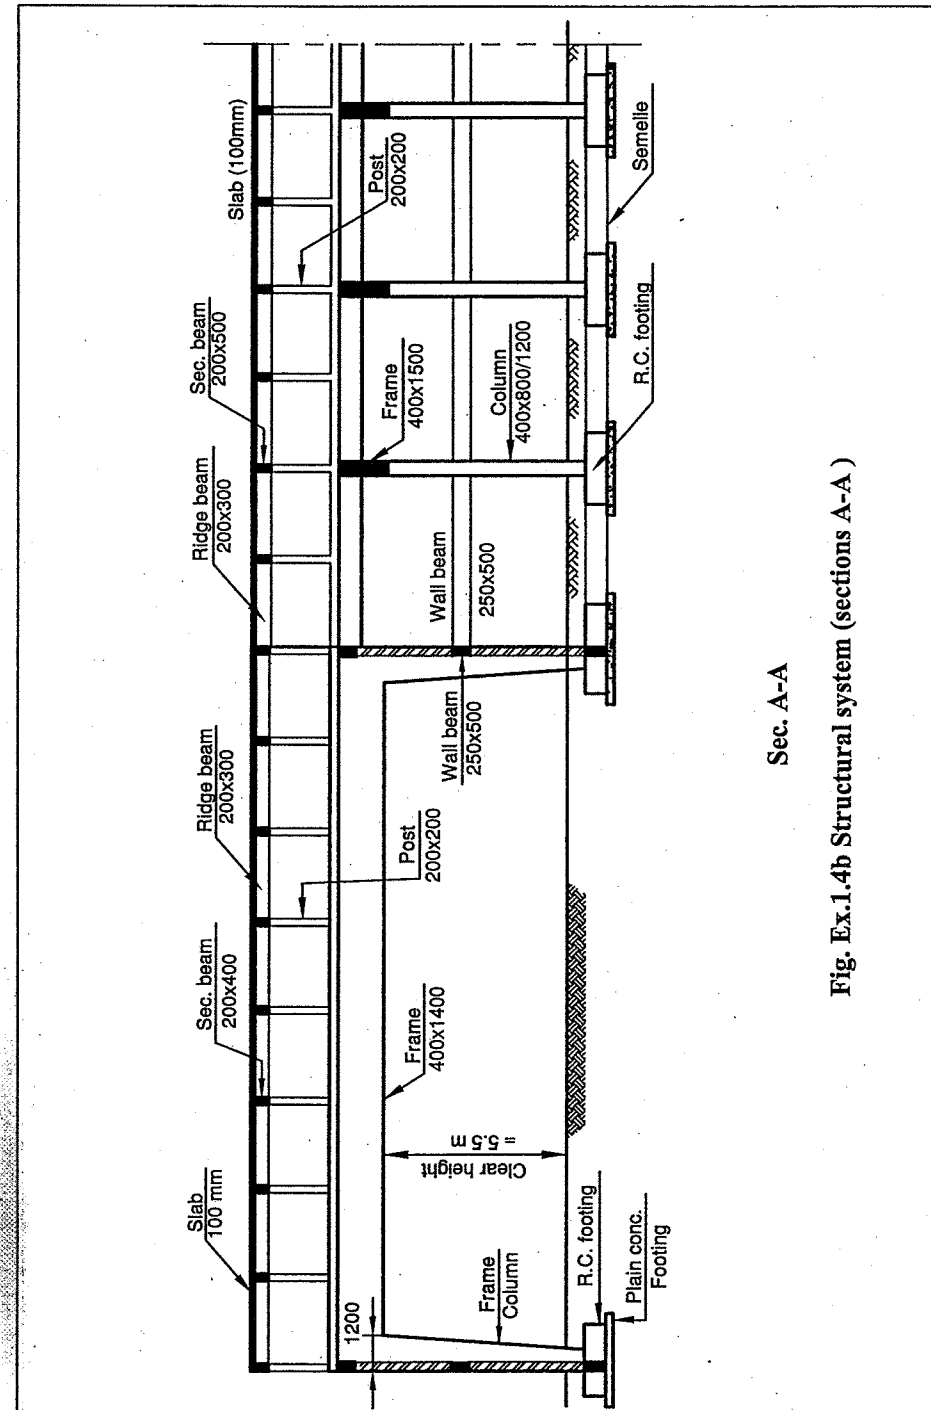 Slab
100 mm
Sec. beam
200x400
Ridge beam
200x300
Ridge beam
200x300
Sec. beam
200x500
Slab (100mm)
1200
Post
200x200
Post
200x200
Frame
400x1400
Frame
400x1500
Clear height
= 5.5 m
Wall beam
250x500
Wall beam
250x500
Column
400x800/1200
Frame
Column
R.C. footing
Plain conc.
Footing
R.C. footing
Semelle
Sec. A-A
Fig. Ex.1.4b Structural system (sections A-A )